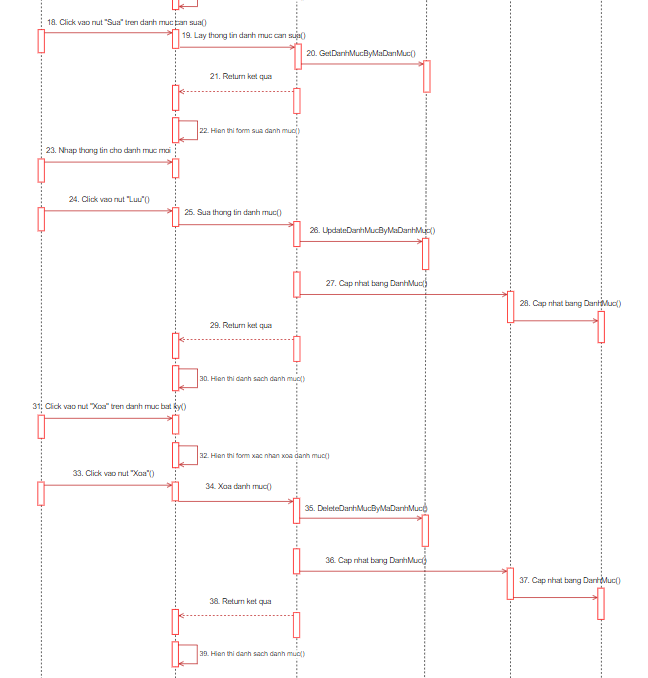 18. Click vao nut "Sua" tren danh muc can sua()
19. Lay thong tin danh muc can sua()
20. GetDanhMucByMaDanMuc()
21. Return ket qua
22. Hien thi form sua danh muc()
23. Nhap thong tin cho danh muc moi
24. Click vao nut "Luu"()
25. Sua thong tin danh muc()
26. UpdateDanhMucByMaDanhMuc()
27. Cap nhat bang DanhMuc()
28. Cap nhat bang DanhMuc()
29. Return ket qua
30. Hien thi danh sach danh muc()
31. Click vao nut "Xoa" tren danh muc bat ky()
32. Hien thi form xac nhan xoa danh muc()
33. Click vao nut "Xoa"()
34. Xoa danh muc()
35. DeleteDanhMucByMaDanhMuc()
36. Cap nhat bang DanhMuc()
37. Cap nhat bang DanhMuc()
38. Return ket qua
39. Hien thi danh sach danh muc()